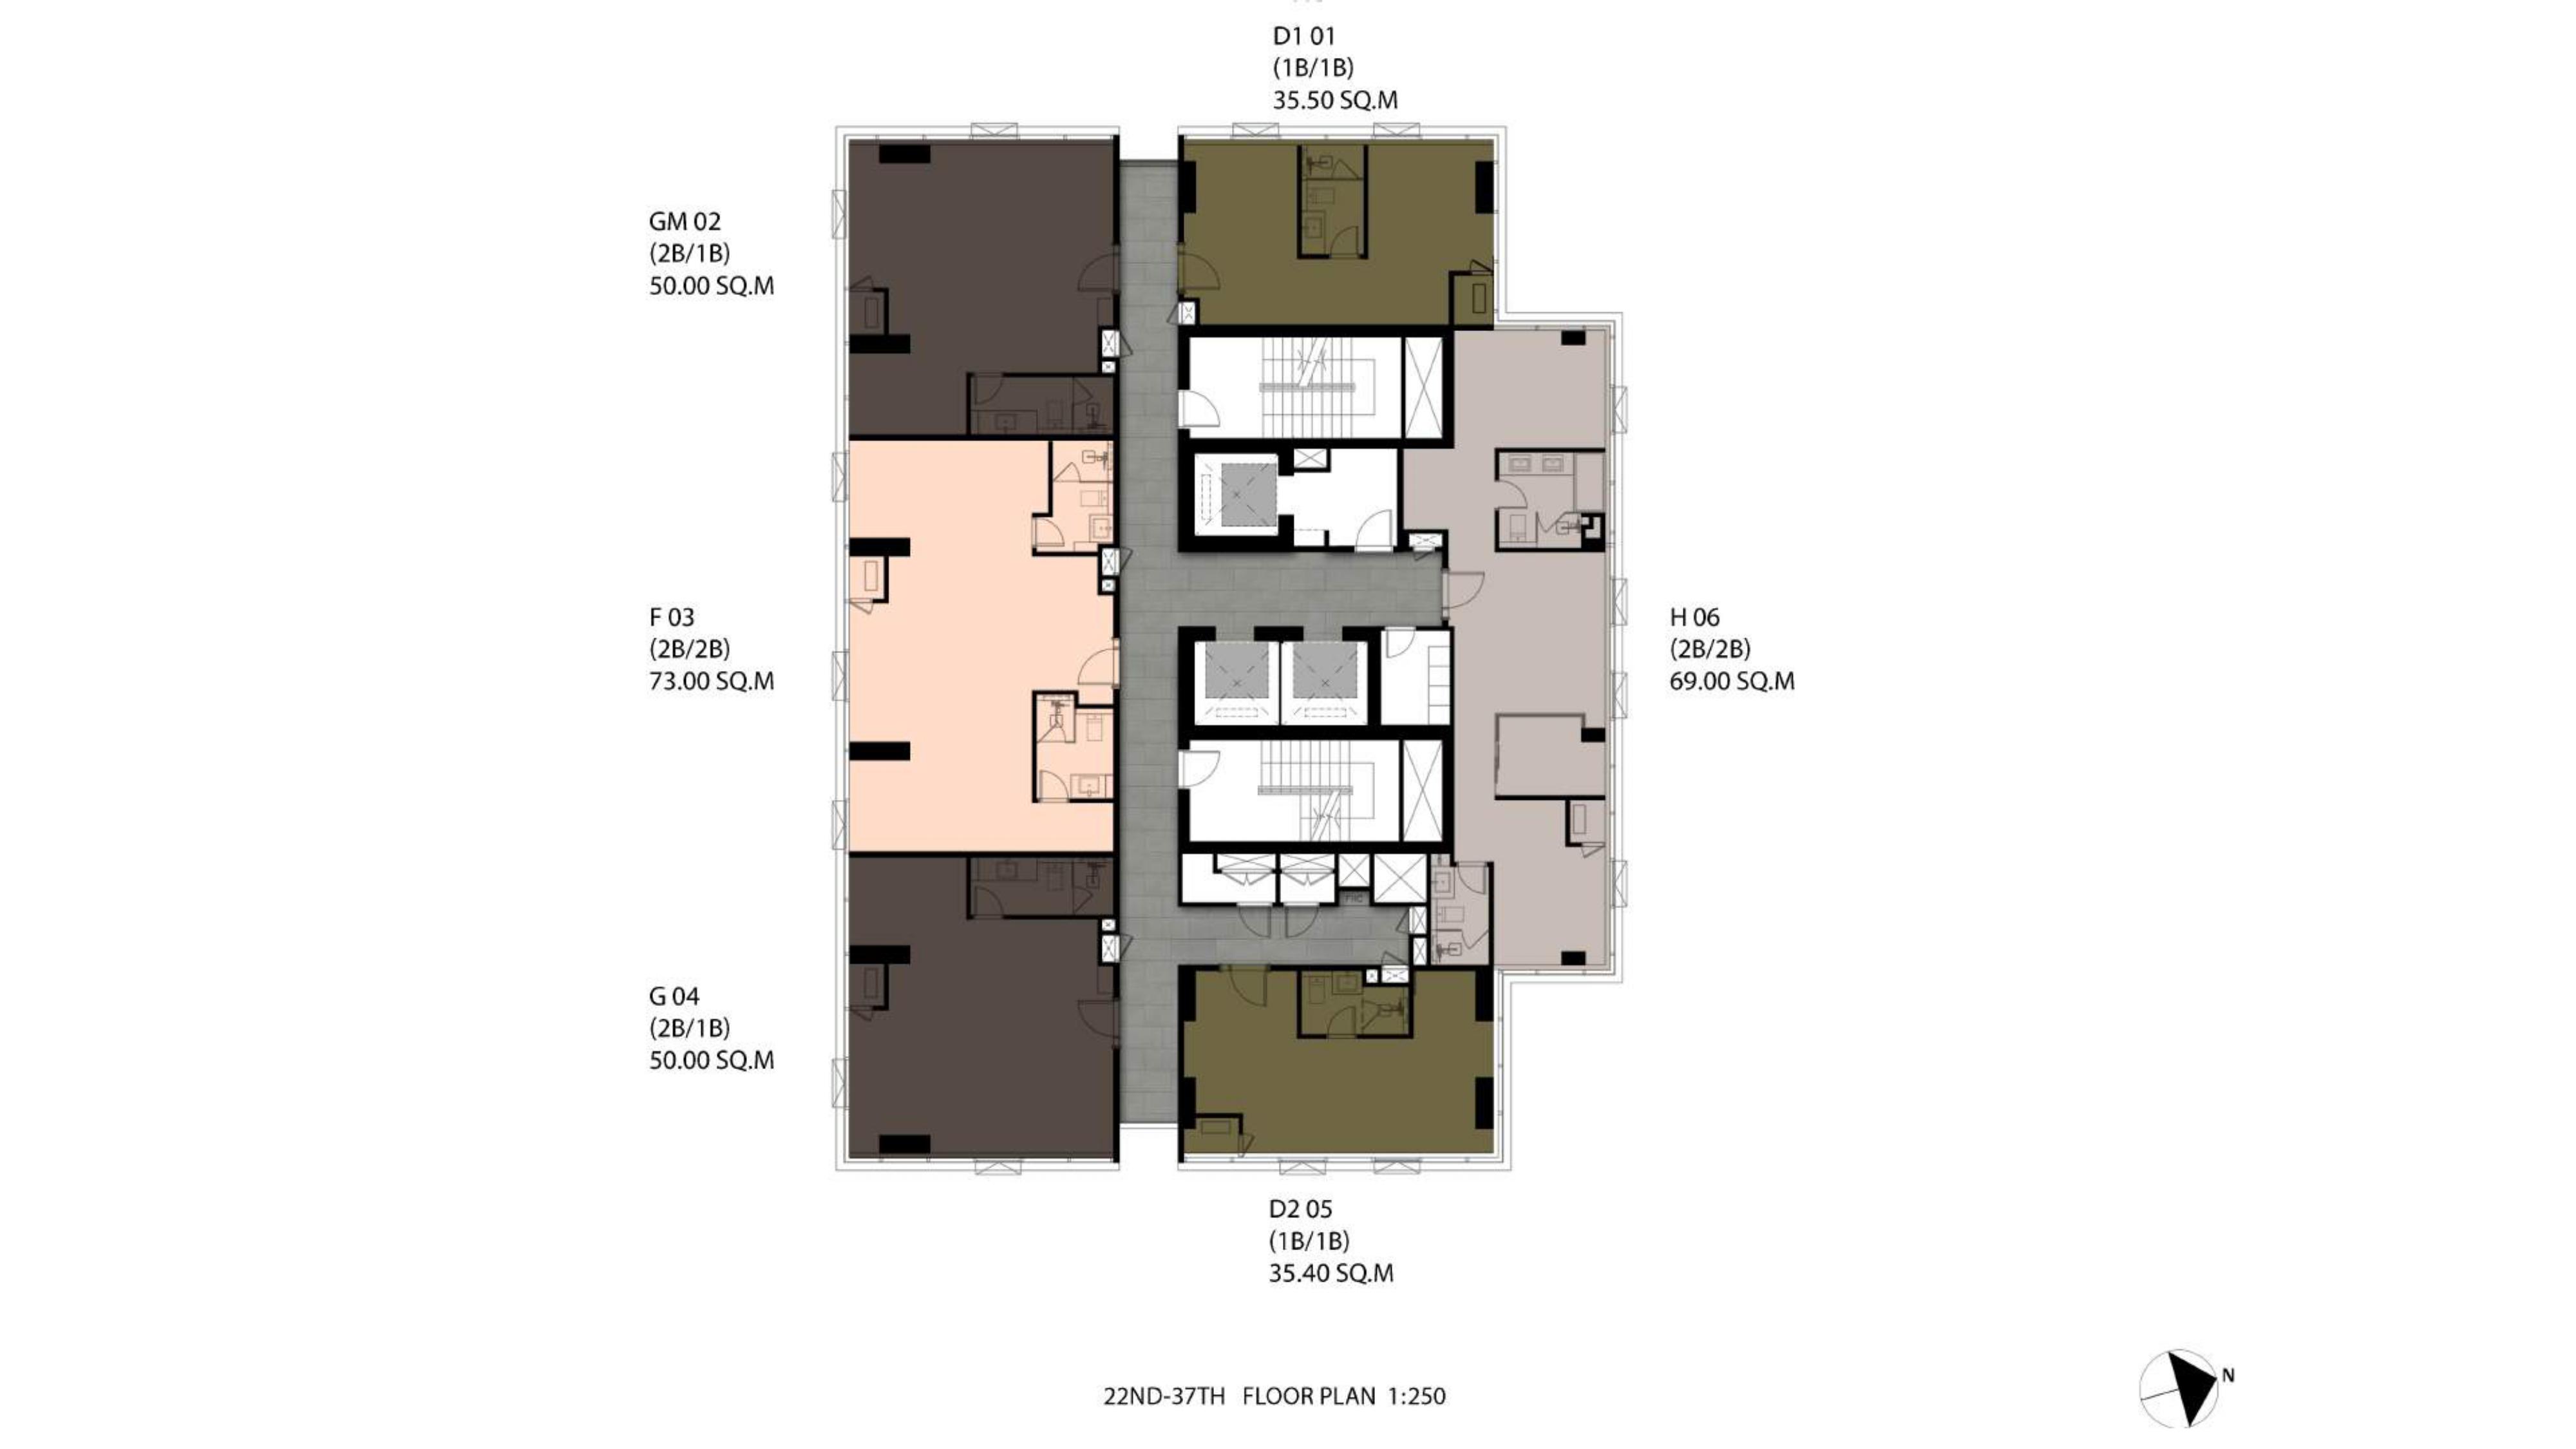 D1 01
(1B/1B)
35.50 SQ.M
GM 02
(2B/1B)
50.00 SQ.M
F 03
(2B/2B)
73.00 SQ.M
H 06
(2B/2B)
69.00 SQ.M
FHC
G 04
(2B/1B)
50.00 SQ.M
D2 05
(1B/1B)
35.40 SQ.M
22ND-37TH FLOOR PLAN 1:250
N